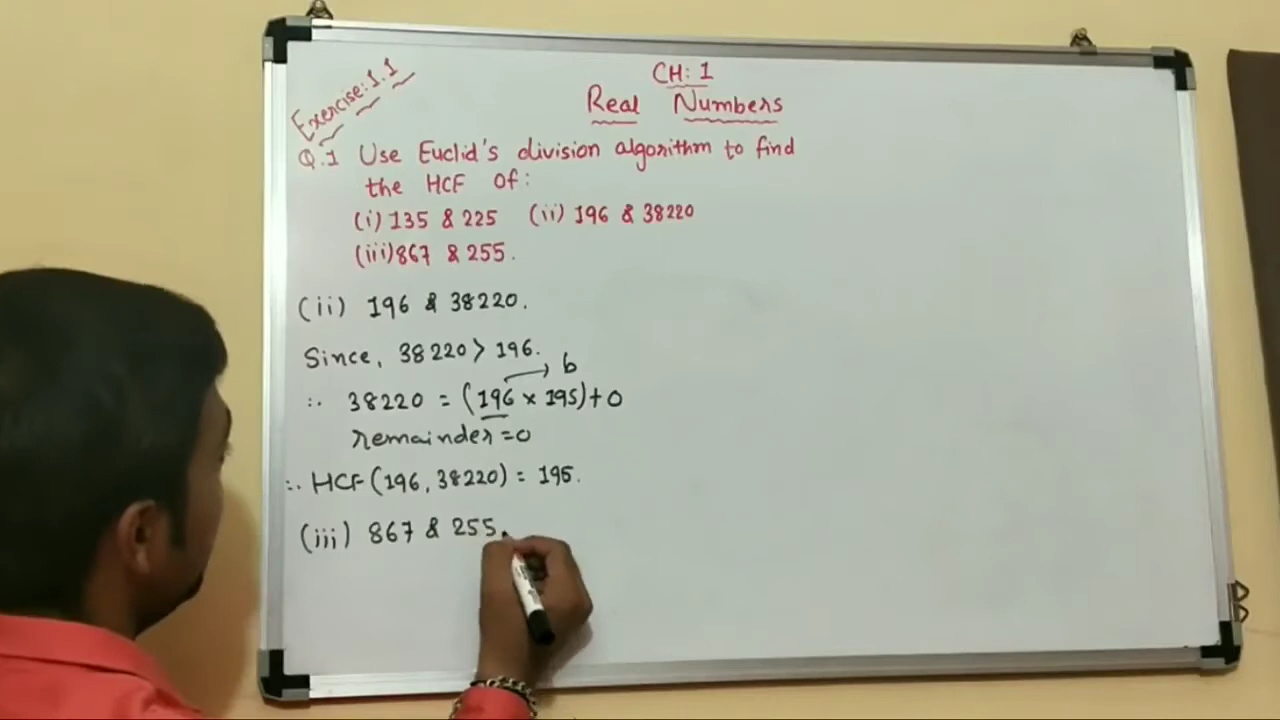 CH: 1
Real Numbers
Exercise: 1.1
Q.1 Use Euclid's division algorithm to find
the HCF Of:
(i) 135 & 225 (ii) 196 & 38220
(iii) 867 & 255.
(ii) 196 & 38220.
Since, 38220 > 196.
b
∴ 38220 = (196 × 195) + 0
remainder = 0
∴ HCF (196, 38220) = 195.
(iii) 867 & 255.